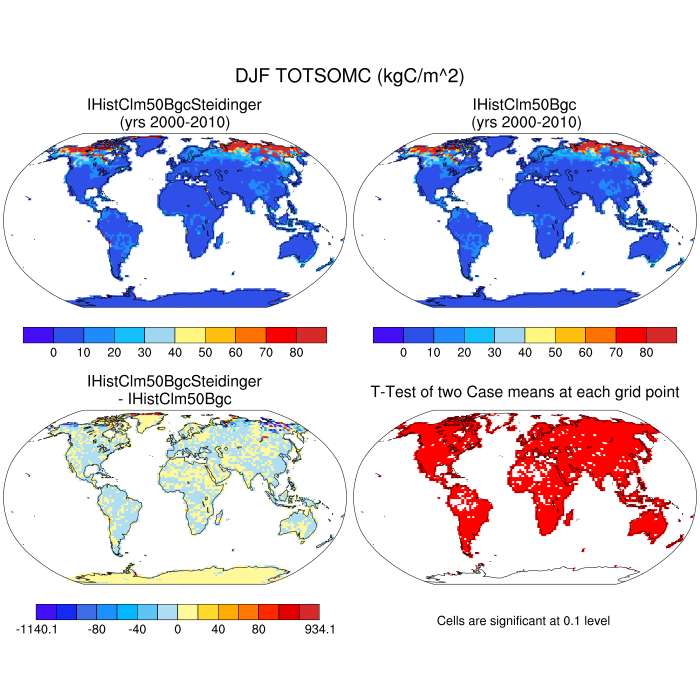 DJF TOTSOMC (kgC/m^2)
IHistClm50BgcSteidinger
(yrs 2000-2010)
IHistClm50Bgc
(yrs 2000-2010)
0 10 20 30 40 50 60 70 80
0 10 20 30 40 50 60 70 80
IHistClm50BgcSteidinger
- IHistClm50Bgc
T-Test of two Case means at each grid point
-1140.1 -80 -40 0 40 80 934.1
Cells are significant at 0.1 level